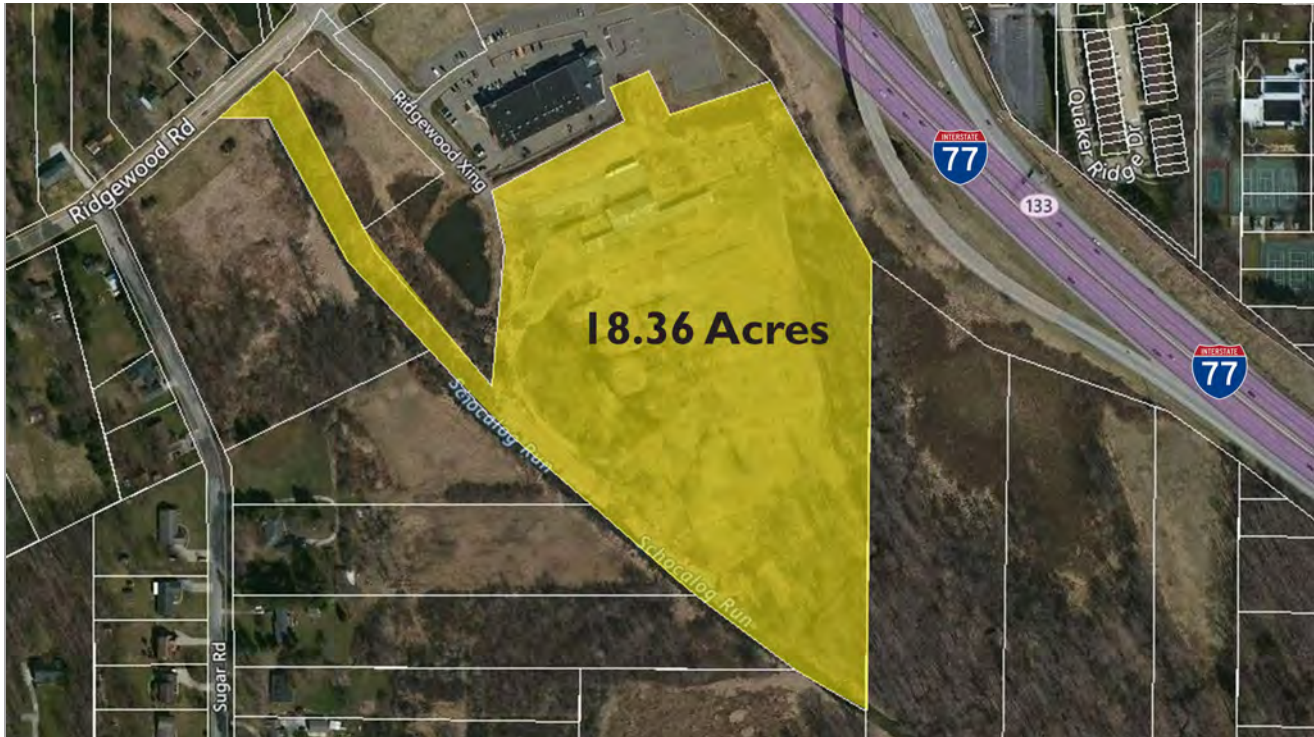 Ridgewood Rd
Ridgewood Xing
INTERSTATE
77
133
Quaker Ridge Dr
18.36 Acres
INTERSTATE
77
Schocalog Run
Schocalog Run
Sugar Rd